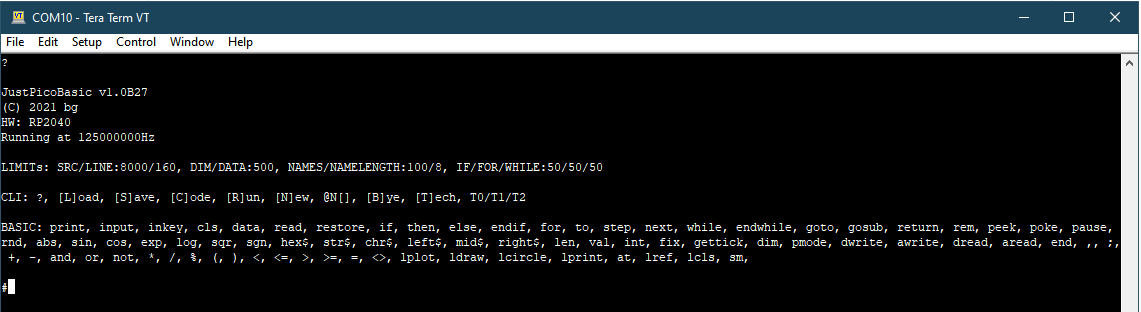 COM10 - Tera Term VT
File Edit Setup Control Window Help
?
JustPicoBasic v1.0B27
(C) 2021 bg
HW: RP2040
Running at 125000000Hz
LIMITs: SRC/LINE:8000/160, DIM/DATA:500, NAMES/NAMELENGTH:100/8, IF/FOR/WHILE:50/50/50
CLI: ?, [L]oad, [S]ave, [C]ode, [R]un, [N]ew, @N[], [B]ye, [T]ech, T0/T1/T2
BASIC: print, input, inkey, cls, data, read, restore, if, then, else, endif, for, to, step, next, while, endwhile, goto, gosub, return, rem, peek, poke, pause,
rnd, abs, sin, cos, exp, log, sqr, sgn, hex$, str$, chr$, left$, mid$, right$, len, val, int, fix, gettick, dim, pmode, dwrite, awrite, dread, aread, end, ,, ;,
+, -, and, or, not, *, /, %, (, ), <, <=, >, >=, =, <>, lplot, ldraw, lcircle, lprint, at, lref, lcls, sm,
#